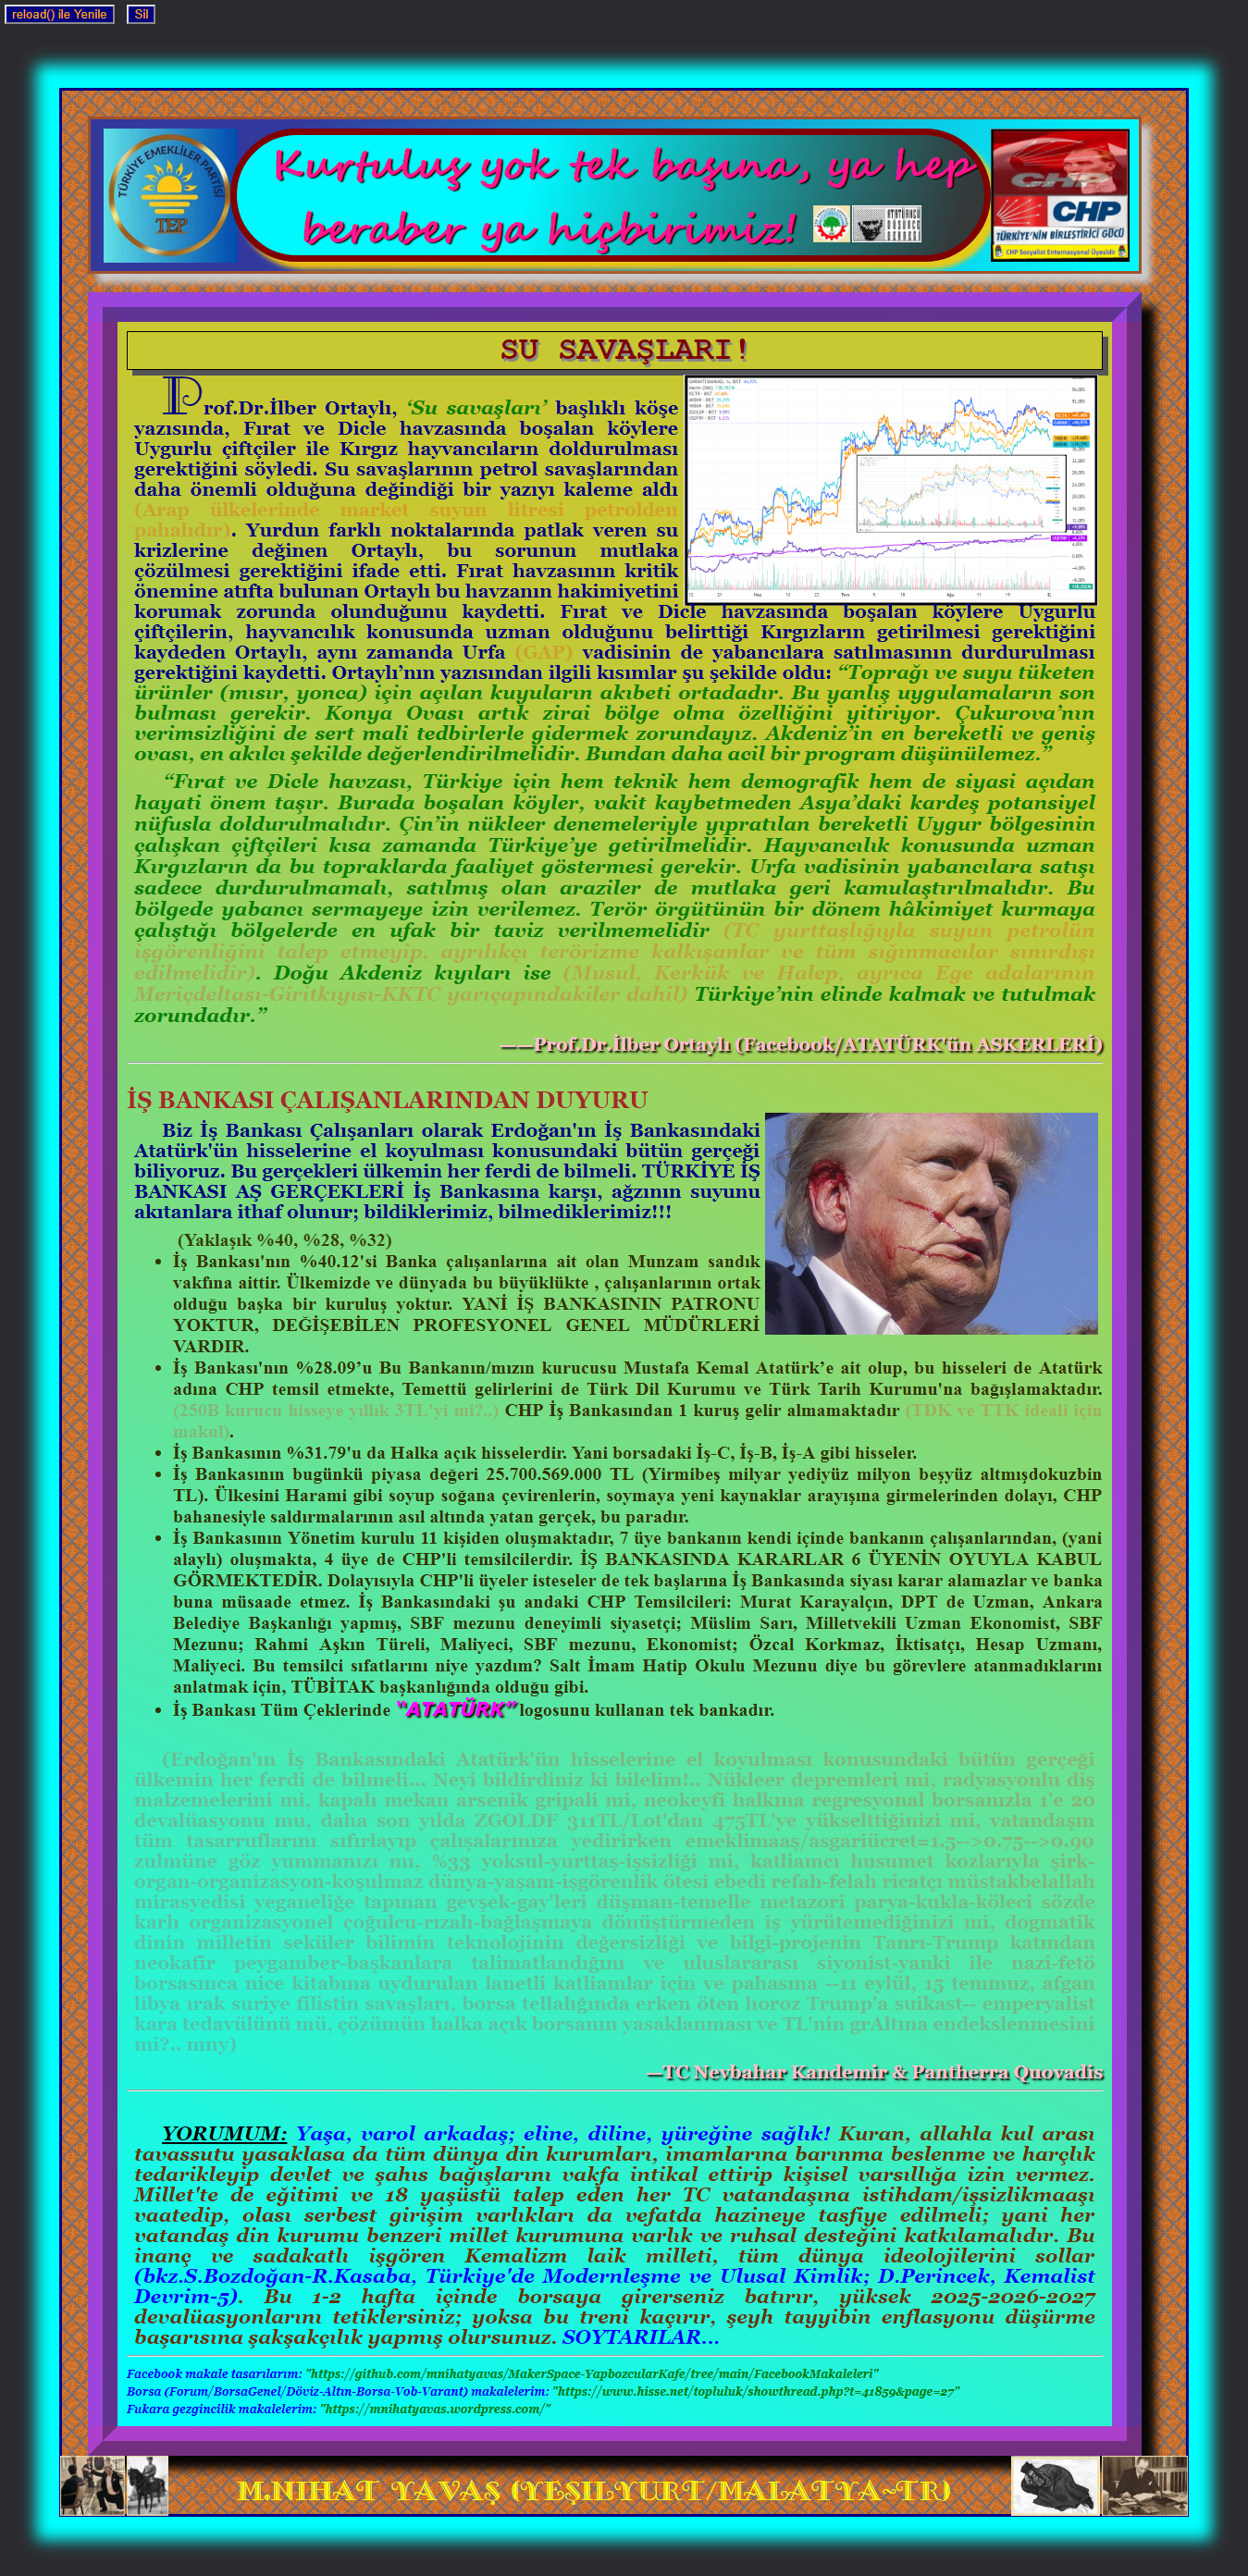 reload() ile Yenile
Sil
TÜRKİYE EMEKLİLER PARTİSİ
TEP
Kurtuluş yok tek başına, ya hep
beraber ya hiçbirimiz!
CHP
CHP
TÜRKİYE'NİN BİRLEŞTİRİCİ GÜCÜ
CHP Sosyalist Enternasyonal Üyesidir
SU SAVAŞLARI!
Prof.Dr.İlber Ortaylı, ‘Su savaşları’ başlıklı köşe
yazısında, Fırat ve Dicle havzasında boşalan köylere
Uygurlu çiftçiler ile Kırgız hayvancıların doldurulması
gerektiğini söyledi. Su savaşlarının petrol savaşlarından
daha önemli olduğuna değindiği bir yazıyı kaleme aldı
(Arap ülkelerinde market suyun litresi petrolden
pahalıdır). Yurdun farklı noktalarında patlak veren su
krizlerine değinen Ortaylı, bu sorunun mutlaka
çözülmesi gerektiğini ifade etti. Fırat havzasının kritik
önemine atıfta bulunan Ortaylı bu havzanın hakimiyetini
korumak zorunda olunduğunu kaydetti. Fırat ve Dicle havzasında boşalan köylere Uygurlu
çiftçilerin, hayvancılık konusunda uzman olduğunu belirttiği Kırgızların getirilmesi gerektiğini
kaydeden Ortaylı, aynı zamanda Urfa (GAP) vadisinin de yabancılara satılmasının durdurulması
gerektiğini kaydetti. Ortaylı’nın yazısından ilgili kısımlar şu şekilde oldu: “Toprağı ve suyu tüketen
ürünler (mısır, yonca) için açılan kuyuların akıbeti ortadadır. Bu yanlış uygulamaların son
bulması gerekir. Konya Ovası artık zirai bölge olma özelliğini yitiriyor. Çukurova’nın
verimsizliğini de sert mali tedbirlerle gidermek zorundayız. Akdeniz’in en bereketli ve geniş
ovası, en akılcı şekilde değerlendirilmelidir. Bundan daha acil bir program düşünülemez.”
“Fırat ve Dicle havzası, Türkiye için hem teknik hem demografik hem de siyasi açıdan
hayati önem taşır. Burada boşalan köyler, vakit kaybetmeden Asya’daki kardeş potansiyel
nüfusla doldurulmalıdır. Çin’in nükleer denemeleriyle yıpratılan bereketli Uygur bölgesinin
çalışkan çiftçileri kısa zamanda Türkiye’ye getirilmelidir. Hayvancılık konusunda uzman
Kırgızların da bu topraklarda faaliyet göstermesi gerekir. Urfa vadisinin yabancılara satışı
sadece durdurulmamalı, satılmış olan araziler de mutlaka geri kamulaştırılmalıdır. Bu
bölgede yabancı sermayeye izin verilemez. Terör örgütünün bir dönem hâkimiyet kurmaya
çalıştığı bölgelerde en ufak bir taviz verilmemelidir (TC yurttaşlığıyla suyun petrolün
işgörenliğini talep etmeyip, ayrılıkçı terörizme kalkışanlar ve tüm sığınmacılar sınırdışı
edilmelidir). Doğu Akdeniz kıyıları ise (Musul, Kerkük ve Halep, ayrıca Ege adalarının
Meriçdeltası-Giritkıyısı-KKTC yarıçapındakiler dahil) Türkiye’nin elinde kalmak ve tutulmak
zorundadır.”
——Prof.Dr.İlber Ortaylı (Facebook/ATATÜRK'ün ASKERLERİ)
İŞ BANKASI ÇALIŞANLARINDAN DUYURU
Biz İş Bankası Çalışanları olarak Erdoğan'ın İş Bankasındaki
Atatürk'ün hisselerine el koyulması konusundaki bütün gerçeği
biliyoruz. Bu gerçekleri ülkemin her ferdi de bilmeli. TÜRKİYE İŞ
BANKASI AŞ GERÇEKLERİ İş Bankasına karşı, ağzının suyunu
akıtanlara ithaf olunur; bildiklerimiz, bilmediklerimiz!!!
(Yaklaşık %40, %28, %32)
• İş Bankası'nın %40.12'si Banka çalışanlarına ait olan Munzam sandık
vakfına aittir. Ülkemizde ve dünyada bu büyüklükte , çalışanlarının ortak
olduğu başka bir kuruluş yoktur. YANİ İŞ BANKASININ PATRONU
YOKTUR, DEĞİŞEBİLEN PROFESYONEL GENEL MÜDÜRLERİ
VARDIR.
• İş Bankası'nın %28.09’u Bu Bankanın/mızın kurucusu Mustafa Kemal Atatürk’e ait olup, bu hisseleri de Atatürk
adına CHP temsil etmekte, Temettü gelirlerini de Türk Dil Kurumu ve Türk Tarih Kurumu'na bağışlamaktadır.
(250B kurucu hisseye yıllık 3TL'yi mi?..) CHP İş Bankasından 1 kuruş gelir almamaktadır (TDK ve TTK ideali için
makul).
• İş Bankasının %31.79'u da Halka açık hisselerdir. Yani borsadaki İş-C, İş-B, İş-A gibi hisseler.
• İş Bankasının bugünkü piyasa değeri 25.700.569.000 TL (Yirmibeş milyar yediyüz milyon beşyüz altmışdokuzbin
TL). Ülkesini Harami gibi soyup soğana çevirenlerin, soymaya yeni kaynaklar arayışına girmelerinden dolayı, CHP
bahanesiyle saldırmalarının asıl altında yatan gerçek, bu paradır.
• İş Bankasının Yönetim kurulu 11 kişiden oluşmaktadır, 7 üye bankanın kendi içinde bankanın çalışanlarından, (yani
alaylı) oluşmakta, 4 üye de CHP'li temsilcilerdir. İŞ BANKASINDA KARARLAR 6 ÜYENİN OYUYLA KABUL
GÖRMEKTEDİR. Dolayısıyla CHP'li üyeler isteseler de tek başlarına İş Bankasında siyası karar alamazlar ve banka
buna müsaade etmez. İş Bankasındaki şu andaki CHP Temsilcileri: Murat Karayalçın, DPT de Uzman, Ankara
Belediye Başkanlığı yapmış, SBF mezunu deneyimli siyasetçi; Müslim Sarı, Milletvekili Uzman Ekonomist, SBF
Mezunu; Rahmi Aşkın Türeli, Maliyeci, SBF mezunu, Ekonomist; Özcal Korkmaz, İktisatçı, Hesap Uzmanı,
Maliyeci. Bu temsilci sıfatlarını niye yazdım? Salt İmam Hatip Okulu Mezunu diye bu görevlere atanmadıklarını
anlatmak için, TÜBİTAK başkanlığında olduğu gibi.
• İş Bankası Tüm Çeklerinde “ATATÜRK” logosunu kullanan tek bankadır.
(Erdoğan'ın İş Bankasındaki Atatürk'ün hisselerine el koyulması konusundaki bütün gerçeği
ülkemin her ferdi de bilmeli... Neyi bildirdiniz ki bilelim!.. Nükleer depremleri mi, radyasyonlu diş
malzemelerini mi, kapalı mekan arsenik gripali mi, neokeyfi halkına regresyonal borsanızla 1'e 20
devalüasyonu mu, daha son yılda ZGOLDF 311TL/Lot'dan 475TL'ye yükselttiğinizi mi, vatandaşın
tüm tasarruflarını sıfırlayıp çalışalarınıza yedirirken emeklimaaş/asgariücret=1.5-->0.75-->0.90
zulmüne göz yummanızı mı, %33 yoksul-yurttaş-işsizliği mi, katliamcı husumet kozlarıyla şirk-
organ-organizasyon-koşulmaz dünya-yaşam-işgörenlik ötesi ebedi refah-felah ricatçı müstakbelallah
mirasyedisi yeganeliğe tapınan gevşek-gay'leri düşman-temelle metazori parya-kukla-köleci sözde
karlı organizasyonel çoğulcu-rızalı-bağlaşmaya dönüştürmeden iş yürütemediğinizi mi, dogmatik
dinin milletin seküler bilimin teknolojinin değersizliği ve bilgi-projenin Tanrı-Trump katından
neokafir peygamber-başkanlara talimatlandığını ve uluslararası siyonist-yanki ile nazi-fetö
borsasınca nice kitabına uydurulan lanetli katliamlar için ve pahasına --11 eylül, 15 temmuz, afgan
libya ırak suriye filistin savaşları, borsa tellalığında erken öten horoz Trump'a suikast-- emperyalist
kara tedavülünü mü, çözümün halka açık borsanın yasaklanması ve TL'nin grAltına endekslenmesini
mi?.. mny)
—TC Nevbahar Kandemir & Pantherra Quovadis
YORUMUM: Yaşa, varol arkadaş; eline, diline, yüreğine sağlık! Kuran, allahla kul arası
tavassutu yasaklasa da tüm dünya din kurumları, imamlarına barınma beslenme ve harçlık
tedarikleyip devlet ve şahıs bağışlarını vakfa intikal ettirip kişisel varsıllığa izin vermez.
Millet'te de eğitimi ve 18 yaşüstü talep eden her TC vatandaşına istihdam/işsizlikmaaşı
vaatedip, olası serbest girişim varlıkları da vefatda hazineye tasfiye edilmeli; yani her
vatandaş din kurumu benzeri millet kurumuna varlık ve ruhsal desteğini katkılamalıdır. Bu
inanç ve sadakatlı işgören Kemalizm laik milleti, tüm dünya ideolojilerini sollar
(bkz.S.Bozdoğan-R.Kasaba, Türkiye'de Modernleşme ve Ulusal Kimlik; D.Perincek, Kemalist
Devrim-5). Bu 1-2 hafta içinde borsaya girerseniz batırır, yüksek 2025-2026-2027
devalüasyonlarını tetiklersiniz; yoksa bu treni kaçırır, şeyh tayyibin enflasyonu düşürme
başarısına şakşakçılık yapmış olursunuz. SOYTARILAR...
Facebook makale tasarılarım: "https://github.com/mnihatyavas/MakerSpace-YapbozcularKafe/tree/main/FacebookMakaleleri"
Borsa (Forum/BorsaGenel/Döviz-Altın-Borsa-Vob-Varant) makalelerim: "https://www.hisse.net/topluluk/showthread.php?t=41859&page=27"
Fukara gezgincilik makalelerim: "https://mnihatyavas.wordpress.com/"
M.NİHAT YAVAŞ (YEŞİLYURT/MALATYA~TR)